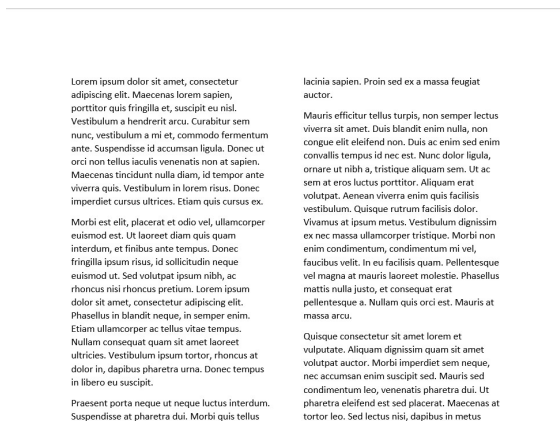 Lorem ipsum dolor sit amet, consectetur
adipiscing elit. Maecenas lorem sapien,
porttitor quis fringilla et, suscipit eu nisl.
Vestibulum a hendrerit arcu. Curabitur sem
nunc, vestibulum a mi et, commodo fermentum
ante. Suspendisse id accumsan ligula. Donec ut
orci non tellus iaculis venenatis non at sapien.
Maecenas tincidunt nulla diam, id tempor ante
viverra quis. Vestibulum in lorem risus. Donec
imperdiet cursus ultrices. Etiam quis cursus ex.
Morbi est elit, placerat et odio vel, ullamcorper
euismod est. Ut laoreet diam quis quam
interdum, et finibus ante tempus. Donec
fringilla ipsum risus, id sollicitudin neque
euismod ut. Sed volutpat ipsum nibh, ac
rhoncus nisi rhoncus pretium. Lorem ipsum
dolor sit amet, consectetur adipiscing elit.
Phasellus in blandit neque, in semper enim.
Etiam ullamcorper ac tellus vitae tempus.
Nullam consequat quam sit amet laoreet
ultricies. Vestibulum ipsum tortor, rhoncus at
dolor in, dapibus pharetra urna. Donec tempus
in libero eu suscipit.
Praesent porta neque ut neque luctus interdum.
Suspendisse at pharetra dui. Morbi quis tellus
lacinia sapien. Proin sed ex a massa feugiat
auctor.
Mauris efficitur tellus turpis, non semper lectus
viverra sit amet. Duis blandit enim nulla, non
congue elit eleifend non. Duis ac enim sed enim
convallis tempus id nec est. Nunc dolor ligula,
ornare ut nibh a, tristique aliquam sem. Ut ac
sem at eros luctus porttitor. Aliquam erat
volutpat. Aenean viverra enim quis facilisis
vestibulum. Quisque rutrum facilisis dolor.
Vivamus at ipsum metus. Vestibulum dignissim
ex nec massa ullamcorper tristique. Morbi non
enim condimentum, condimentum mi vel,
faucibus velit. In eu facilisis quam. Pellentesque
vel magna at mauris laoreet molestie. Phasellus
mattis nulla justo, et consequat erat
pellentesque a. Nullam quis orci est. Mauris at
massa arcu.
Quisque consectetur sit amet lorem et
vulputate. Aliquam dignissim quam sit amet
volutpat auctor. Morbi imperdiet sem neque,
nec accumsan enim suscipit sed. Mauris sed
condimentum leo, venenatis pharetra dui. Ut
pharetra eleifend est sed placerat. Maecenas at
tortor leo. Sed lectus nisi, dapibus in metus